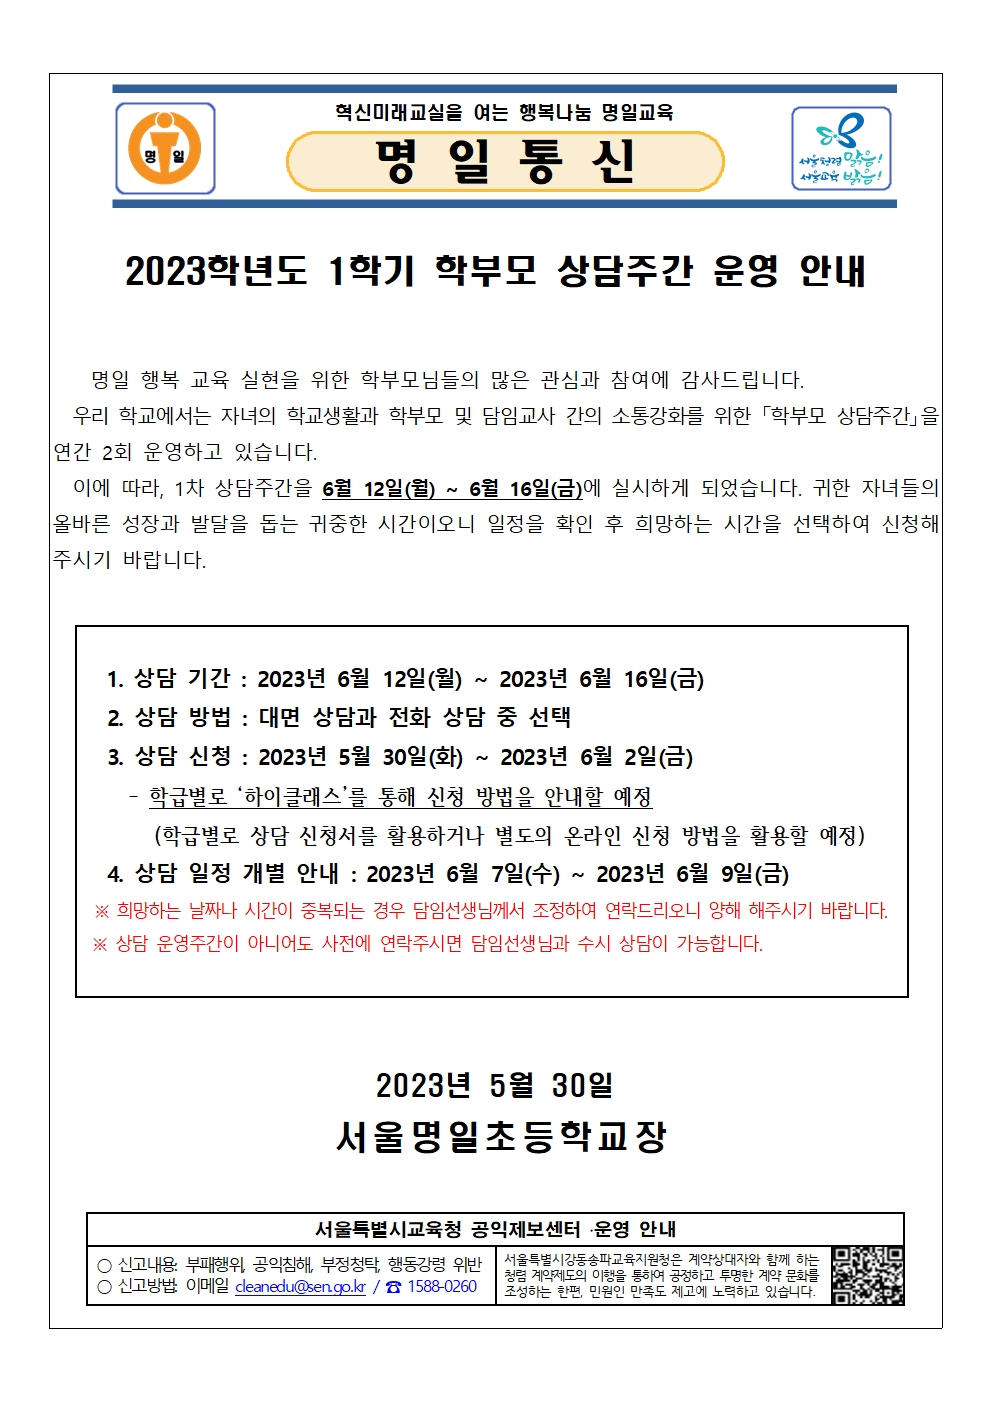 혁신미래교실을 여는 행복나눔 명일교육
명일
명 일 통 신
서울전력 맑음!
서울교육 밝음!
2023학년도 1학기 학부모 상담주간 운영 안내
명일 행복 교육 실현을 위한 학부모님들의 많은 관심과 참여에 감사드립니다.
우리 학교에서는 자녀의 학교생활과 학부모 및 담임교사 간의 소통강화를 위한 「학부모 상담주간」을
연간 2회 운영하고 있습니다.
이에 따라, 1차 상담주간을 6월 12일(월) ~ 6월 16일(금)에 실시하게 되었습니다. 귀한 자녀들의
올바른 성장과 발달을 돕는 귀중한 시간이오니 일정을 확인 후 희망하는 시간을 선택하여 신청해
주시기 바랍니다.
1. 상담 기간 : 2023년 6월 12일(월) ~ 2023년 6월 16일(금)
2. 상담 방법 : 대면 상담과 전화 상담 중 선택
3. 상담 신청 : 2023년 5월 30일(화) ~ 2023년 6월 2일(금)
- 학급별로 ‘하이클래스’를 통해 신청 방법을 안내할 예정
(학급별로 상담 신청서를 활용하거나 별도의 온라인 신청 방법을 활용할 예정)
4. 상담 일정 개별 안내 : 2023년 6월 7일(수) ~ 2023년 6월 9일(금)
※ 희망하는 날짜나 시간이 중복되는 경우 담임선생님께서 조정하여 연락드리오니 양해 해주시기 바랍니다.
※ 상담 운영주간이 아니어도 사전에 연락주시면 담임선생님과 수시 상담이 가능합니다.
2023년 5월 30일
서울명일초등학교장
서울특별시교육청 공익제보센터 ·운영 안내
○ 신고내용: 부패행위, 공익침해, 부정청탁, 행동강령 위반
○ 신고방법: 이메일 cleanedu@sen.go.kr / ☎ 1588-0260
서울특별시강동송파교육지원청은 계약상대자와 함께 하는
청렴 계약제도의 이행을 통하여 공정하고 투명한 계약 문화를
조성하는 한편, 민원인 만족도 제고에 노력하고 있습니다.